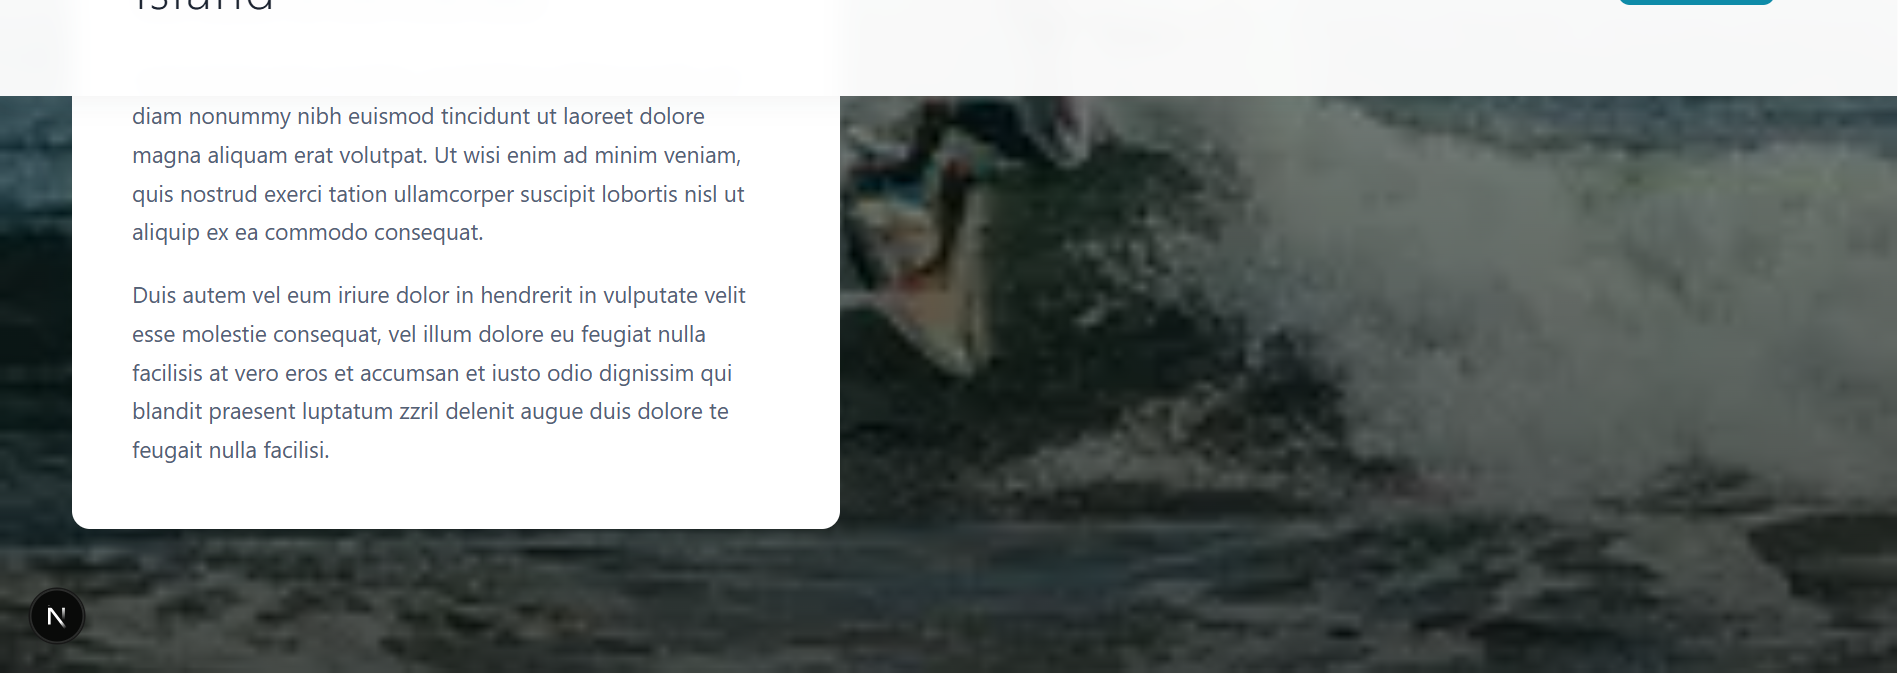 Island
diam nonummy nibh euismod tincidunt ut laoreet dolore
magna aliquam erat volutpat. Ut wisi enim ad minim veniam,
quis nostrud exerci tation ullamcorper suscipit lobortis nisl ut
aliquip ex ea commodo consequat.
Duis autem vel eum iriure dolor in hendrerit in vulputate velit
esse molestie consequat, vel illum dolore eu feugiat nulla
facilisis at vero eros et accumsan et iusto odio dignissim qui
blandit praesent luptatum zzril delenit augue duis dolore te
feugait nulla facilisi.
N